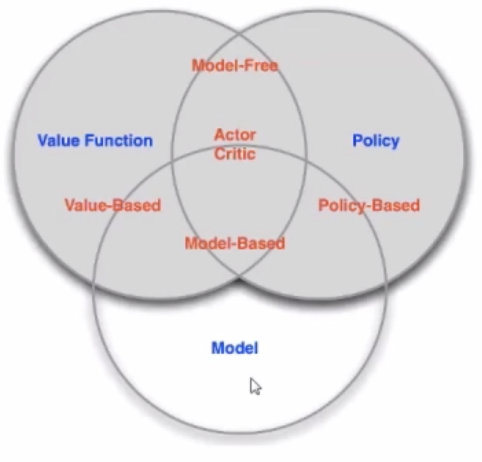 Model-Free
Value Function
Actor
Critic
Policy
Value-Based
Policy-Based
Model-Based
Model